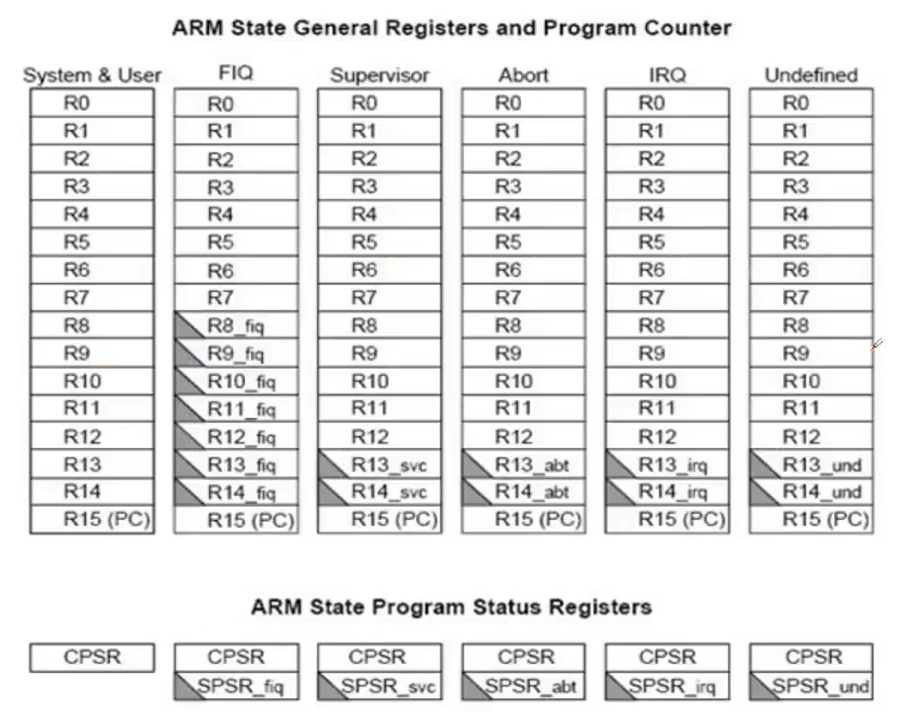 ARM State General Registers and Program Counter
System & User FIQ Supervisor Abort IRQ Undefined
R0 R0 R0 R0 R0 R0
R1 R1 R1 R1 R1 R1
R2 R2 R2 R2 R2 R2
R3 R3 R3 R3 R3 R3
R4 R4 R4 R4 R4 R4
R5 R5 R5 R5 R5 R5
R6 R6 R6 R6 R6 R6
R7 R7 R7 R7 R7 R7
R8 R8_fiq R8 R8 R8 R8
R9 R9_fiq R9 R9 R9 R9
R10 R10_fiq R10 R10 R10 R10
R11 R11_fiq R11 R11 R11 R11
R12 R12_fiq R12 R12 R12 R12
R13 R13_fiq R13_svc R13_abt R13_irq R13_und
R14 R14_fiq R14_svc R14_abt R14_irq R14_und
R15 (PC) R15 (PC) R15 (PC) R15 (PC) R15 (PC) R15 (PC)
ARM State Program Status Registers
CPSR CPSR CPSR CPSR CPSR CPSR
SPSR_fiq SPSR_svc SPSR_abt SPSR_irq SPSR_und